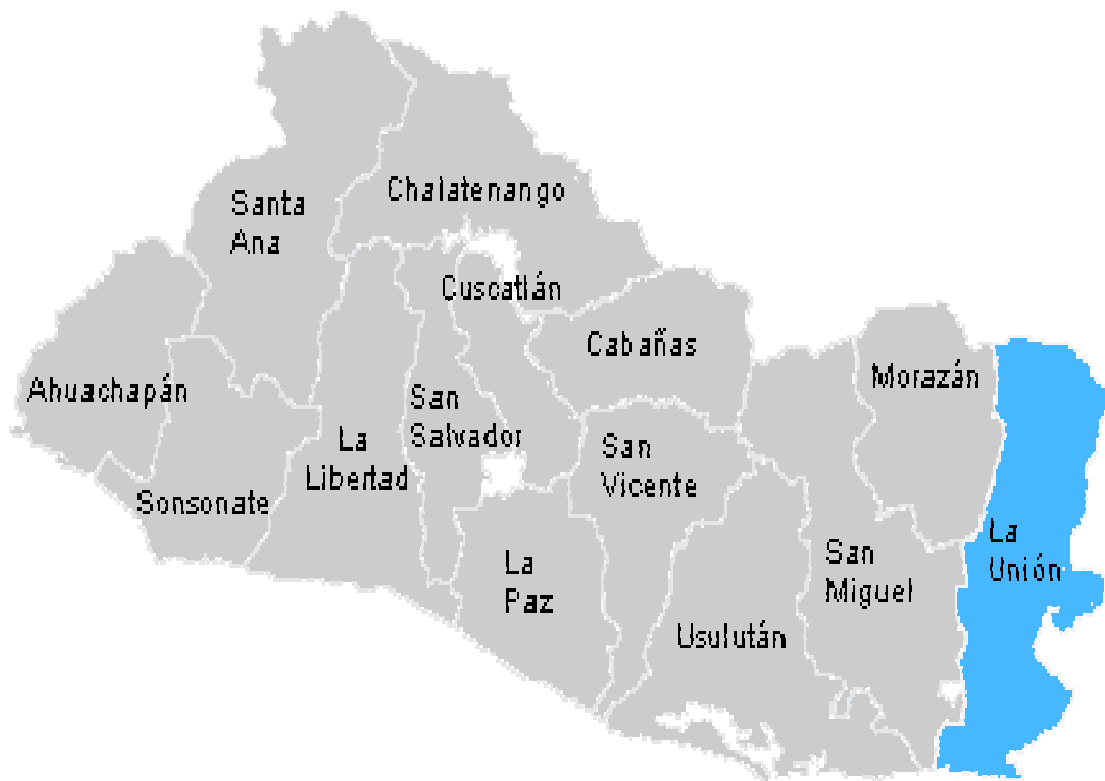 Chalatenango
Santa
Ana
Cuscatlán
Cabañas
Ahuachapán
Morazán
San
Salvador
La
Libertad
San
Vicente
Sonsonate
La
Unión
San
Miguel
La
Paz
Usulután